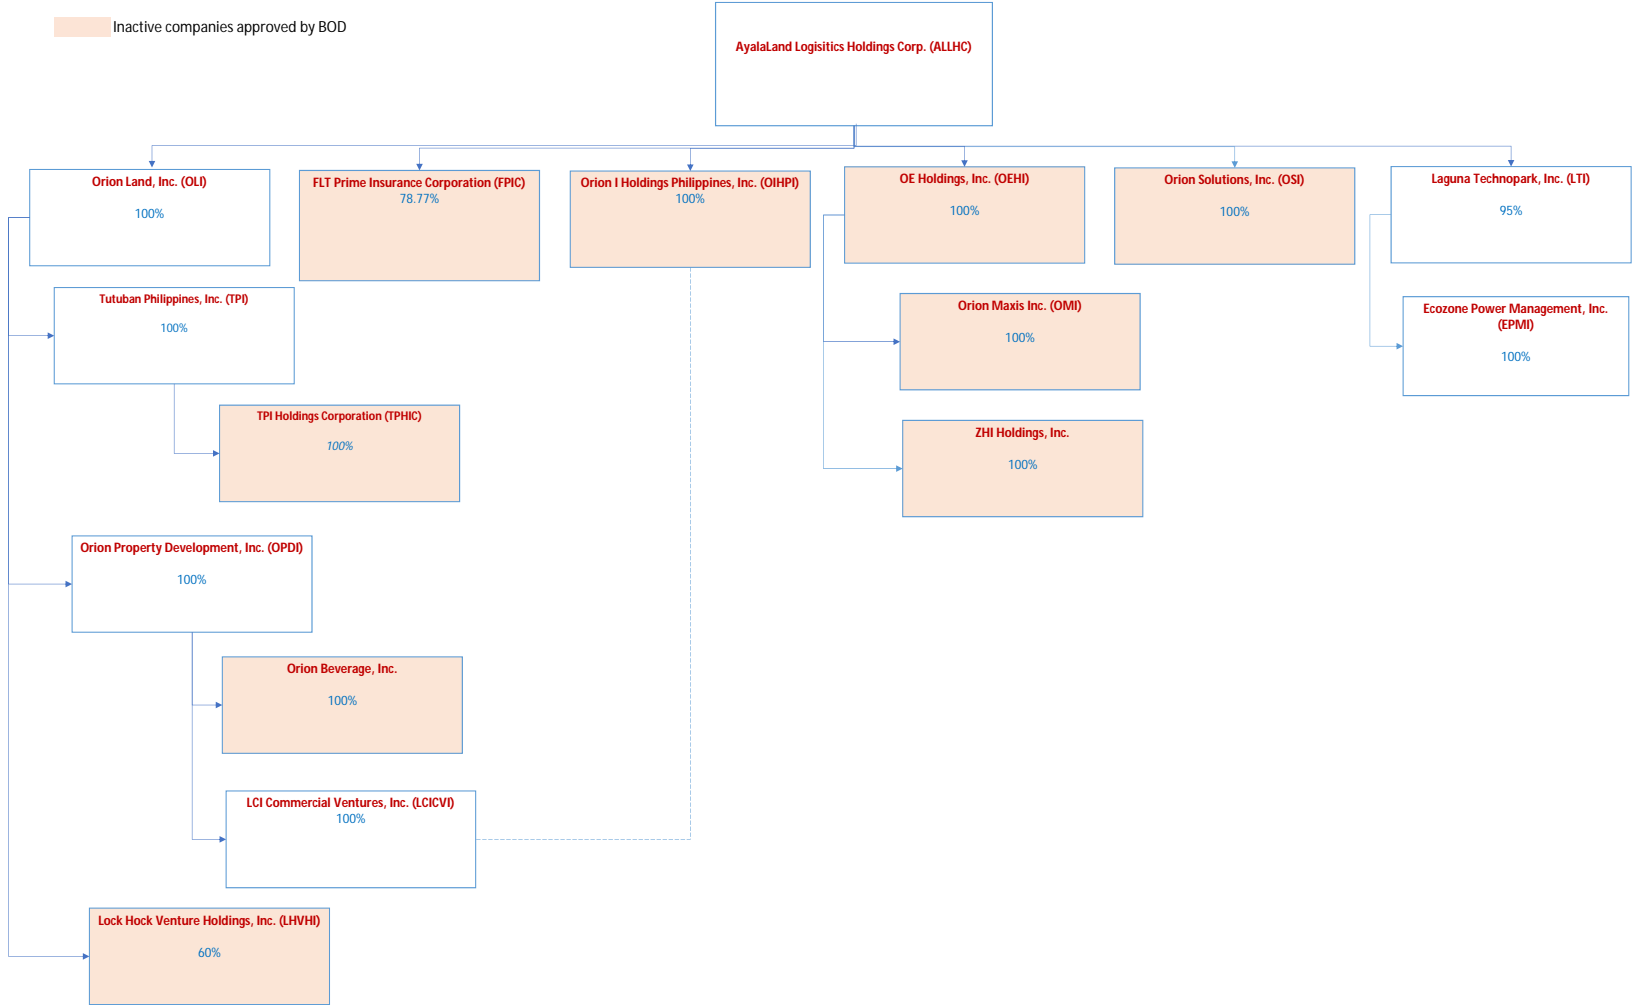 Inactive companies approved by BOD
AyalaLand Logisitics Holdings Corp. (ALLHC)
Orion Land, Inc. (OLI)
100%
FLT Prime Insurance Corporation (FPIC)
78.77%
Orion I Holdings Philippines, Inc. (OIHPI)
100%
OE Holdings, Inc. (OEHI)
100%
Orion Solutions, Inc. (OSI)
100%
Laguna Technopark, Inc. (LTI)
95%
Tutuban Philippines, Inc. (TPI)
100%
Orion Maxis Inc. (OMI)
100%
Ecozone Power Management, Inc.
(EPMI)
100%
TPI Holdings Corporation (TPHIC)
100%
ZHI Holdings, Inc.
100%
Orion Property Development, Inc. (OPDI)
100%
Orion Beverage, Inc.
100%
LCI Commercial Ventures, Inc. (LCICVI)
100%
Lock Hock Venture Holdings, Inc. (LHVHI)
60%